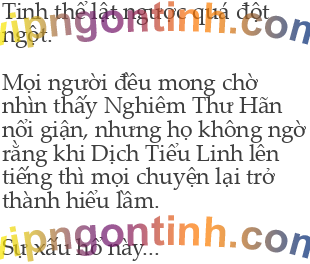 Tình thế lật ngược quá đột
ngột.
Mọi người đều mong chờ
nhìn thấy Nghiêm Thư Hãn
nổi giận, nhưng họ không ngờ
rằng khi Dịch Tiểu Linh lên
tiếng thì mọi chuyện lại trở
thành hiểu lầm.
Sự xấu hổ này...
vipngontinh.com
vipngontinh.com